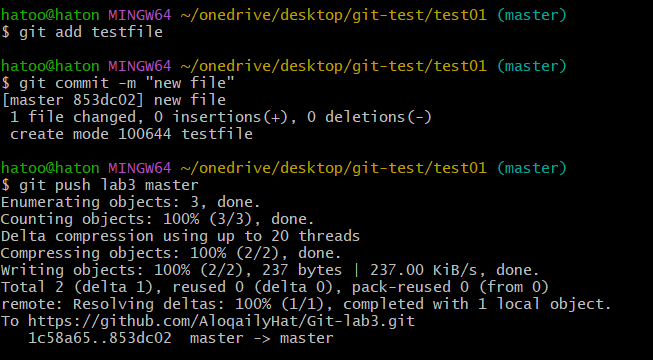 hatoo@haton MINGW64 ~/onedrive/desktop/git-test/test01 (master)
$ git add testfile
hatoo@haton MINGW64 ~/onedrive/desktop/git-test/test01 (master)
$ git commit -m "new file"
[master 853dc02] new file
 1 file changed, 0 insertions(+), 0 deletions(-)
 create mode 100644 testfile
hatoo@haton MINGW64 ~/onedrive/desktop/git-test/test01 (master)
$ git push lab3 master
Enumerating objects: 3, done.
Counting objects: 100% (3/3), done.
Delta compression using up to 20 threads
Compressing objects: 100% (2/2), done.
Writing objects: 100% (2/2), 237 bytes | 237.00 KiB/s, done.
Total 2 (delta 1), reused 0 (delta 0), pack-reused 0 (from 0)
remote: Resolving deltas: 100% (1/1), completed with 1 local object.
To https://github.com/AloqailyHat/Git-lab3.git
   1c58a65..853dc02  master -> master